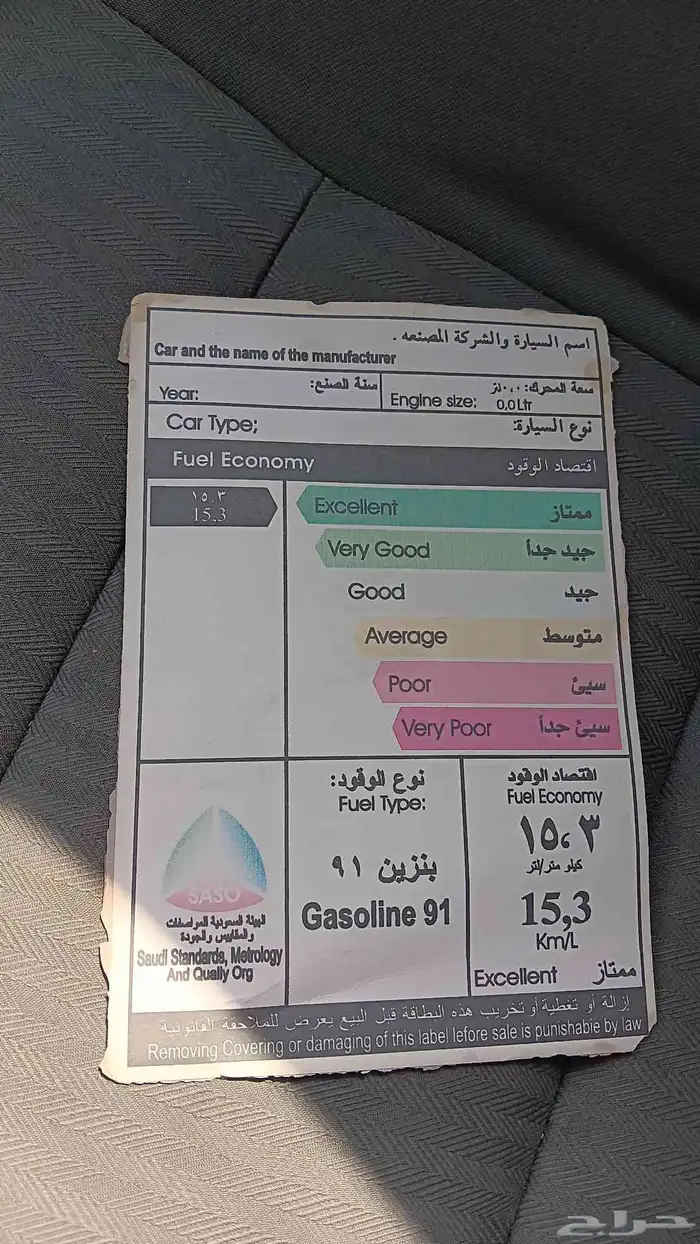 اسم السيارة والشركة المصنعه .
Car and the name of the manufacturer
سنة الصنع:
Year:
سعة المحرك: ٠,٠ لتر
Engine size: 0,0 Ltr
Car Type; نوع السيارة:
Fuel Economy اقتصاد الوقود
١٥.٣
15,3
Excellent ممتاز
Very Good جيد جداً
Good جيد
Average متوسط
Poor سيئ
Very Poor سيئ جداً
SASO
الهيئة السعودية المواصفات
والمقاييس والجودة
Saudi Standards, Metrology
And Qually Org
نوع الوقود:
Fuel Type:
بنزين ٩١
Gasoline 91
اقتصاد الوقود
Fuel Economy
١٥،٣
كيلو متر/لتر
15,3
Km/L
Excellent ممتاز
إزالة أو تغطية أو تخريب هذه البطاقة قبل البيع يعرض للملاحقة القانونية
Removing Covering or damaging of this label lefore sale is punishable by law
حراج